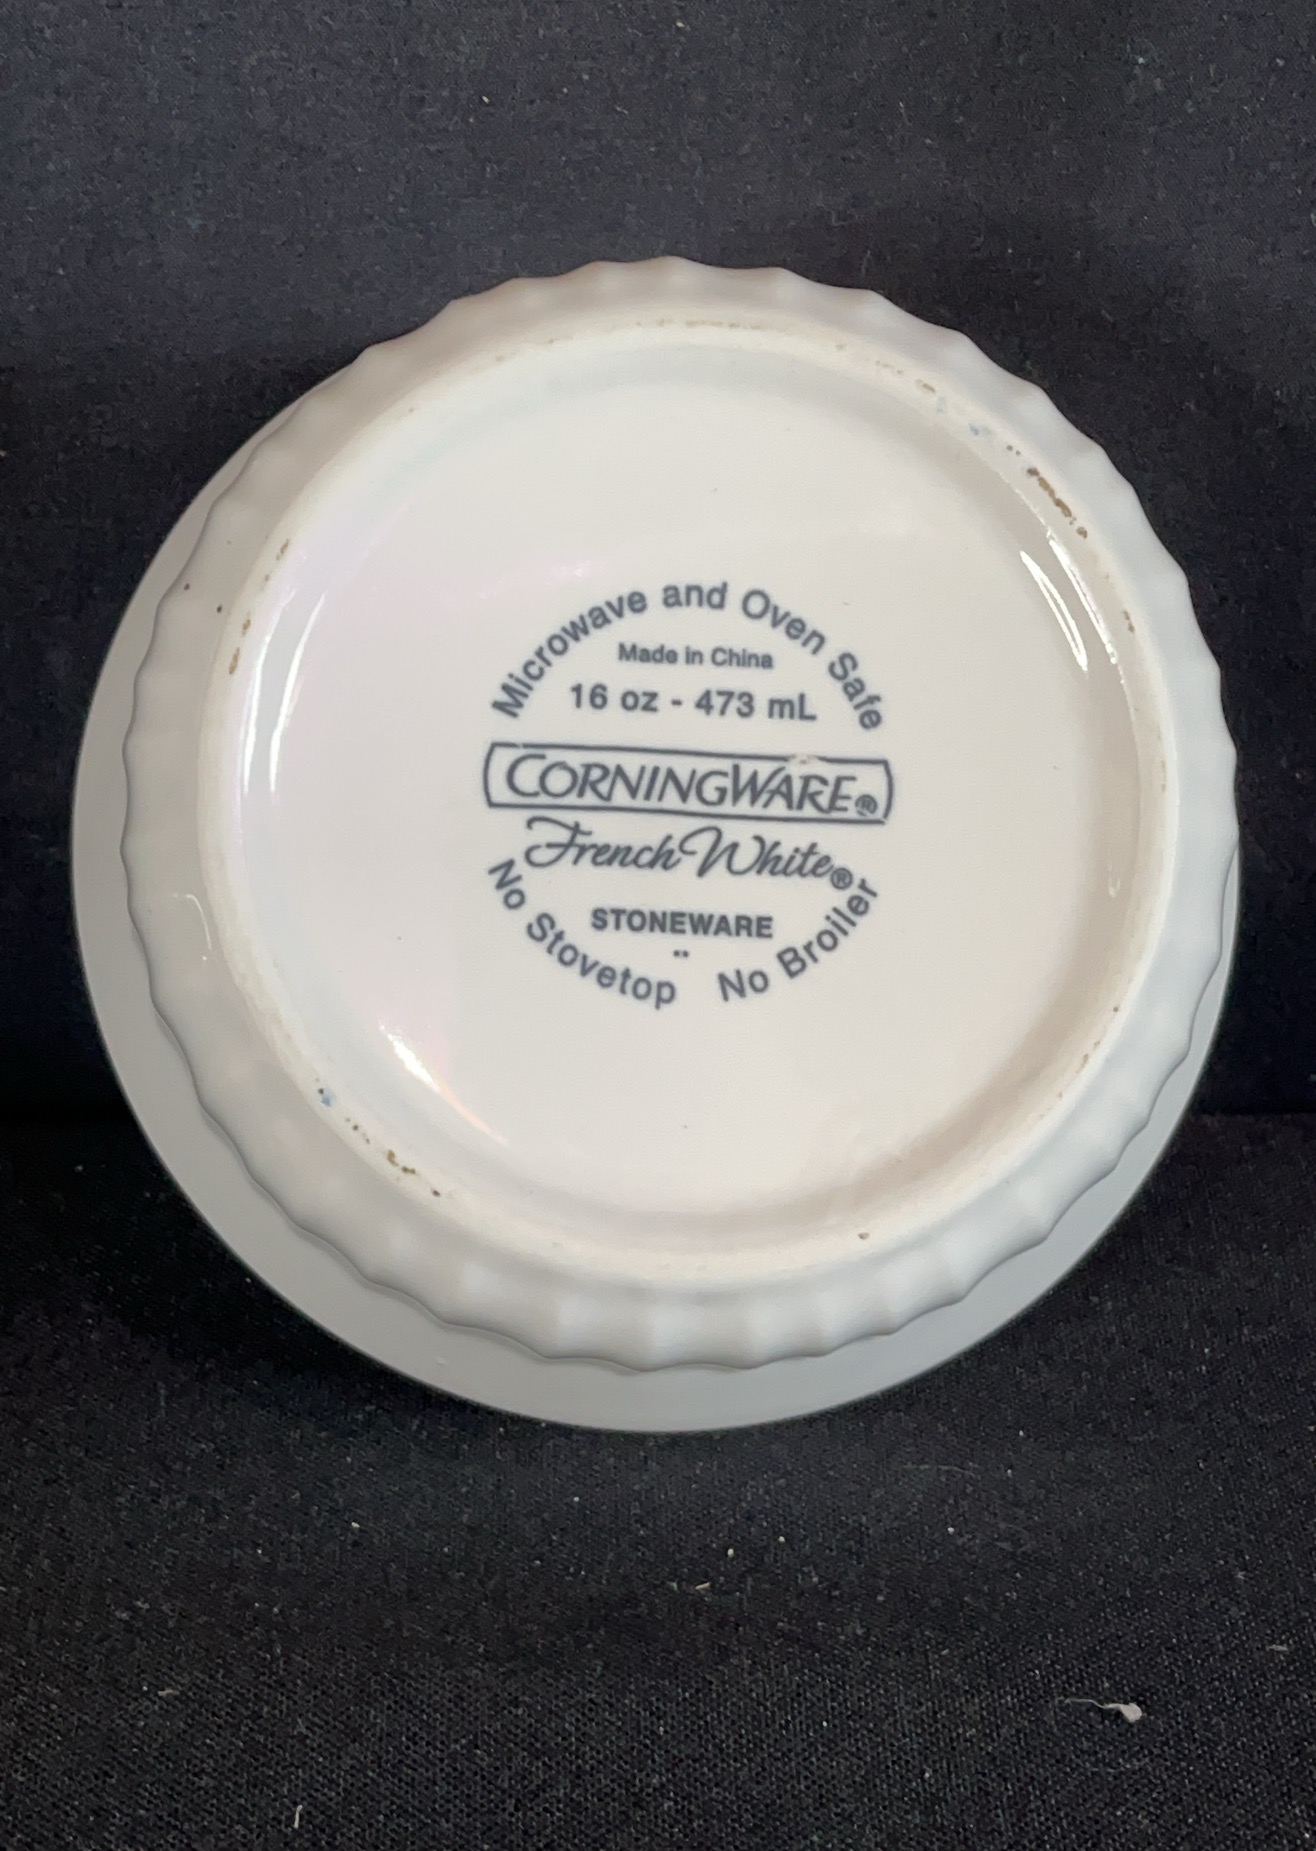 Microwave and Oven Safe
Made in China
16 oz - 473 mL
CORNINGWARE®
French White®
STONEWARE
No Stovetop No Broiler